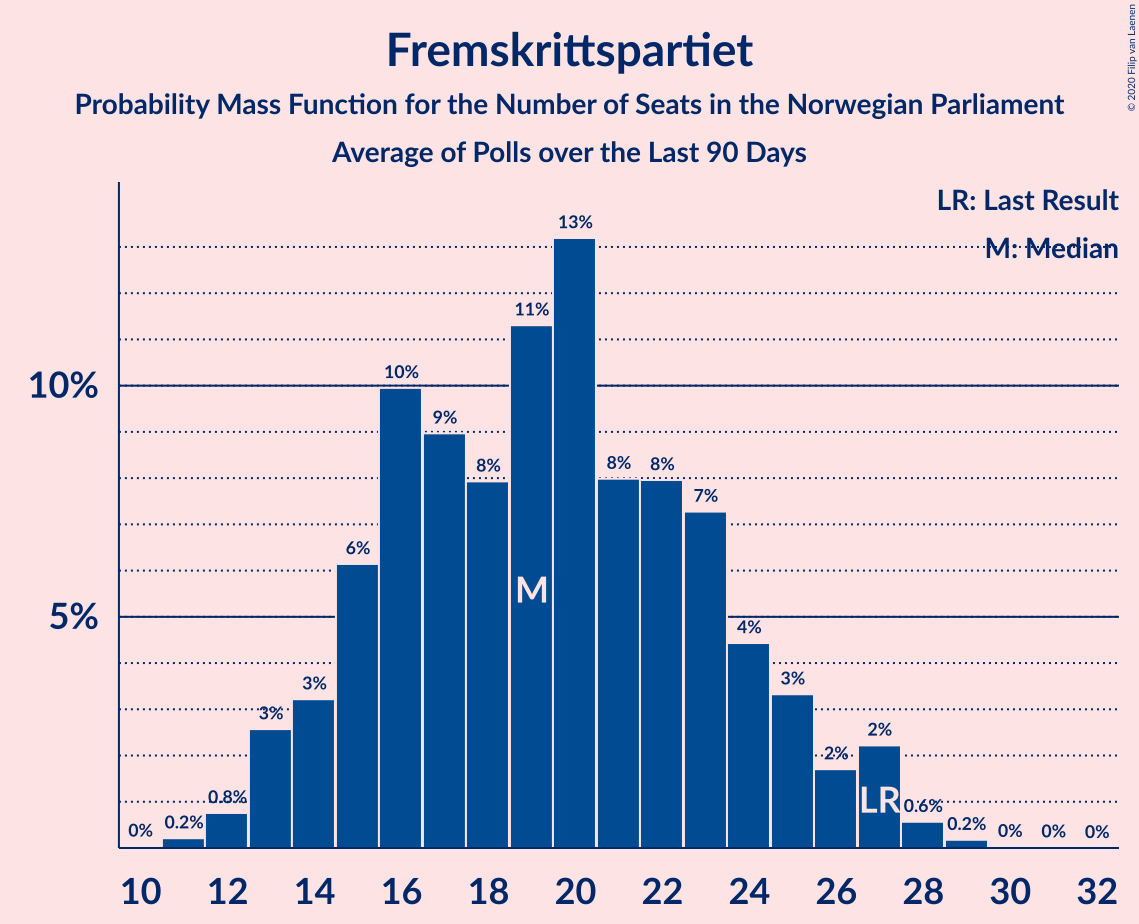 Fremskrittspartiet
Probability Mass Function for the Number of Seats in the Norwegian Parliament
Average of Polls over the Last 90 Days
© 2020 Filip van Laenen
LR: Last Result
M: Median
10%
5%
0%
0.2%
0.8%
3%
3%
6%
10%
9%
8%
11%
13%
8%
8%
7%
4%
3%
2%
2%
0.6%
0.2%
0%
0%
0%
M
LR
10 12 14 16 18 20 22 24 26 28 30 32